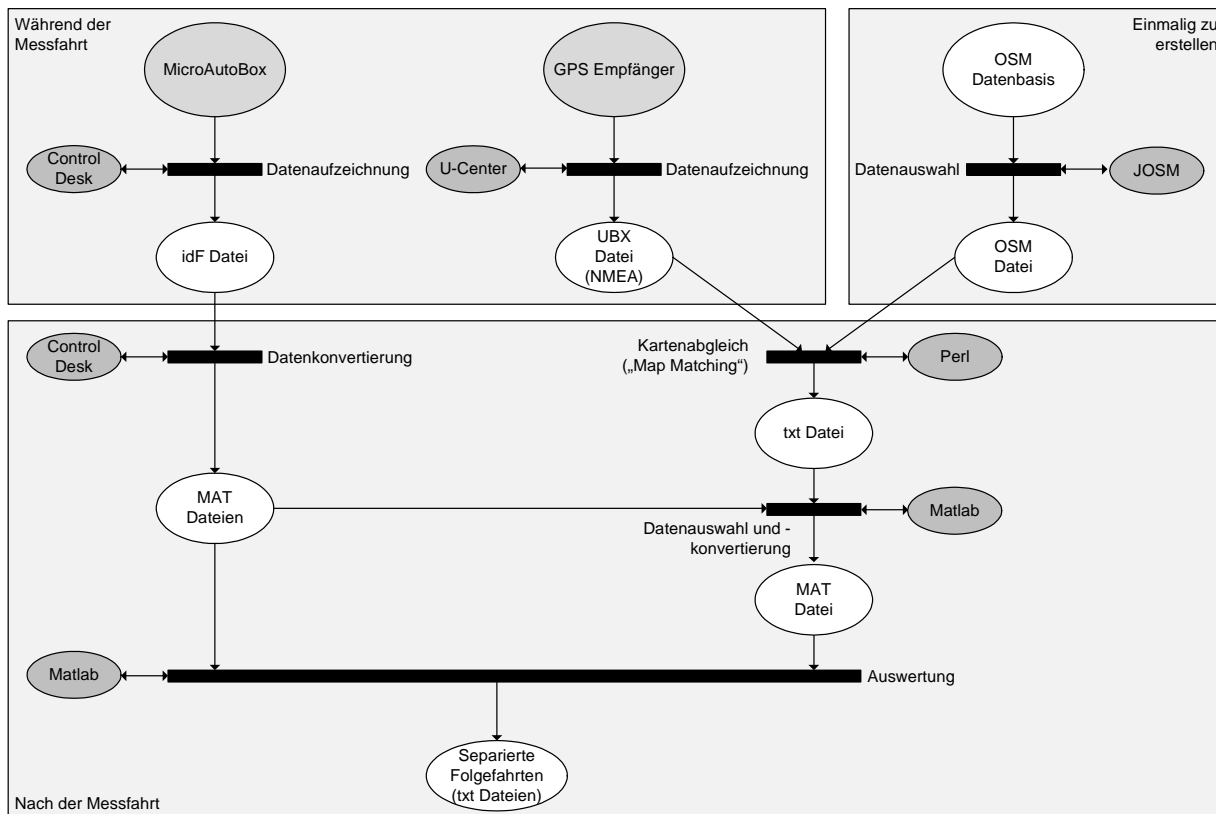 Während der
Messfahrt
MicroAutoBox
GPS Empfänger
Control
Desk
Datenaufzeichnung
U-Center
Datenaufzeichnung
idF Datei
UBX
Datei
(NMEA)
Einmalig zu
erstellen
OSM
Datenbasis
Datenauswahl
JOSM
OSM
Datei
Control
Desk
Datenkonvertierung
Kartenabgleich
(„Map Matching“)
Perl
txt Datei
MAT
Dateien
Matlab
Datenauswahl und -
konvertierung
MAT
Datei
Matlab
Auswertung
Separierte
Folgefahrten
(txt Dateien)
Nach der Messfahrt